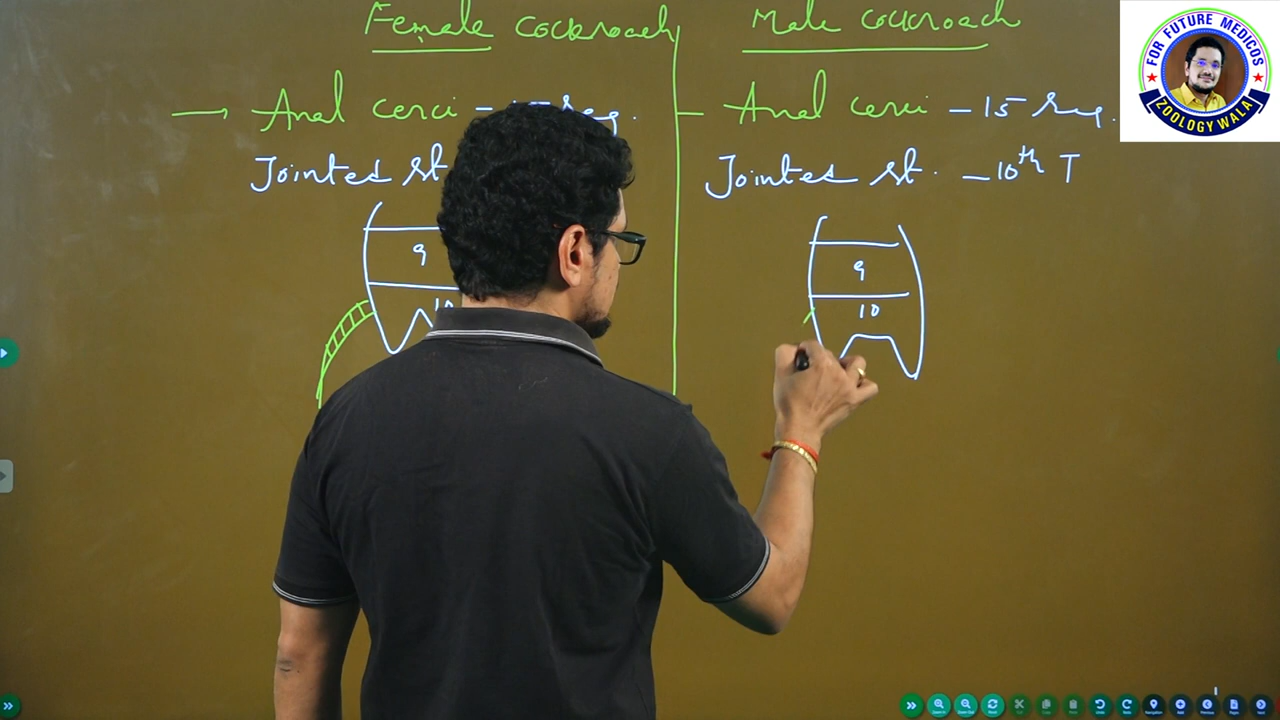 Female cockroach
Male cockroach
→ Anal cerci -
Jointed st
9
10
Anal cerci - 15 seg.
Jointed st. - 10th T
9
10
FOR FUTURE MEDICOS
ZOOLOGY WALA